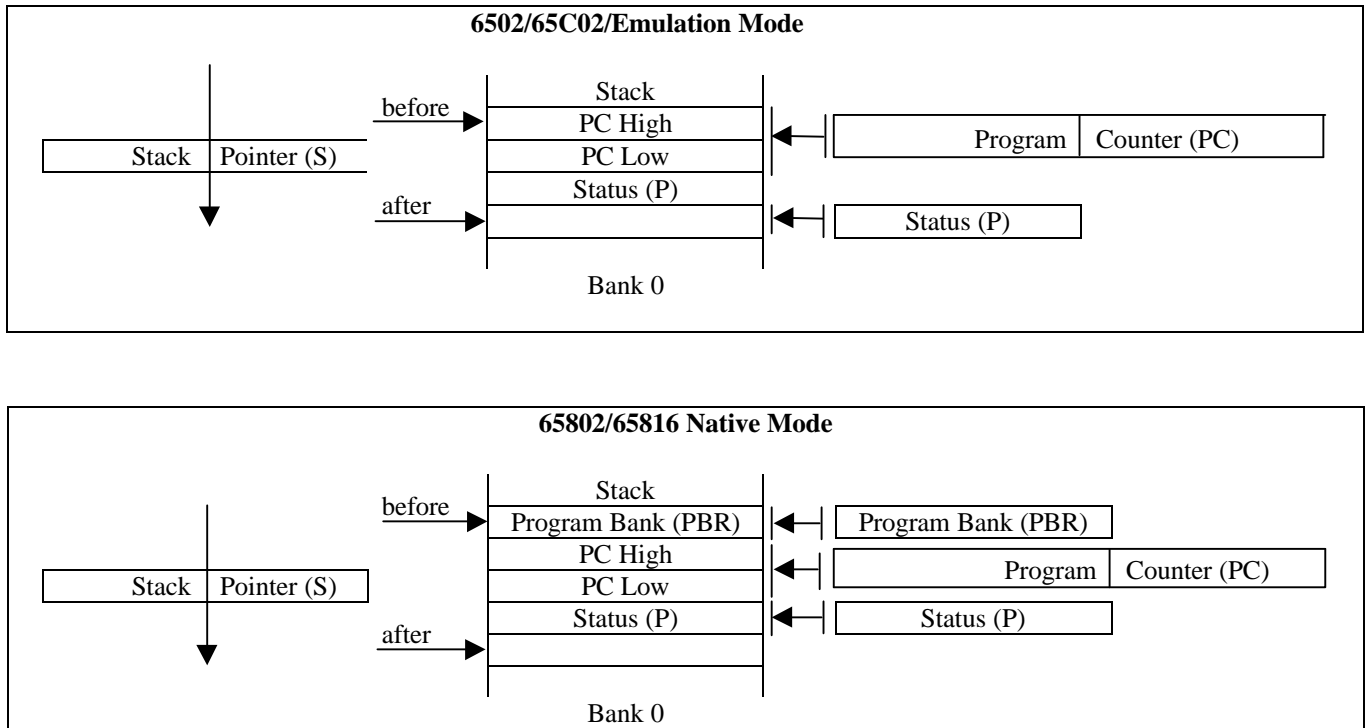 6502/65C02/Emulation Mode
Stack
before
PC High
Program Counter (PC)
Stack Pointer (S)
PC Low
Status (P)
after
Status (P)
Bank 0
65802/65816 Native Mode
Stack
before
Program Bank (PBR)
Program Bank (PBR)
PC High
Program Counter (PC)
Stack Pointer (S)
PC Low
Status (P)
Status (P)
after
Bank 0